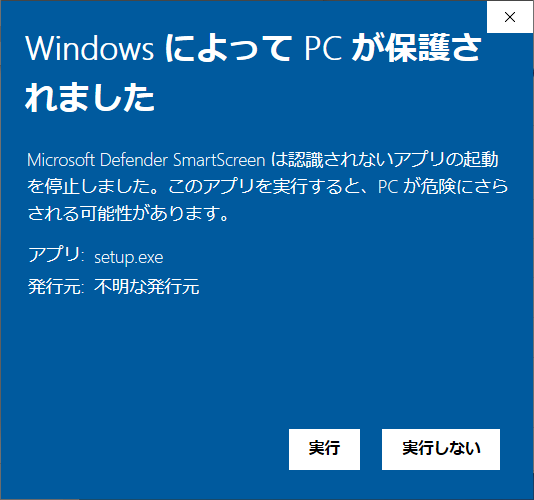 Windows によって PC が保護さ
れました
Microsoft Defender SmartScreen は認識されないアプリの起動
を停止しました。このアプリを実行すると、PC が危険にさら
される可能性があります。
アプリ: setup.exe
発行元: 不明な発行元
実行 実行しない